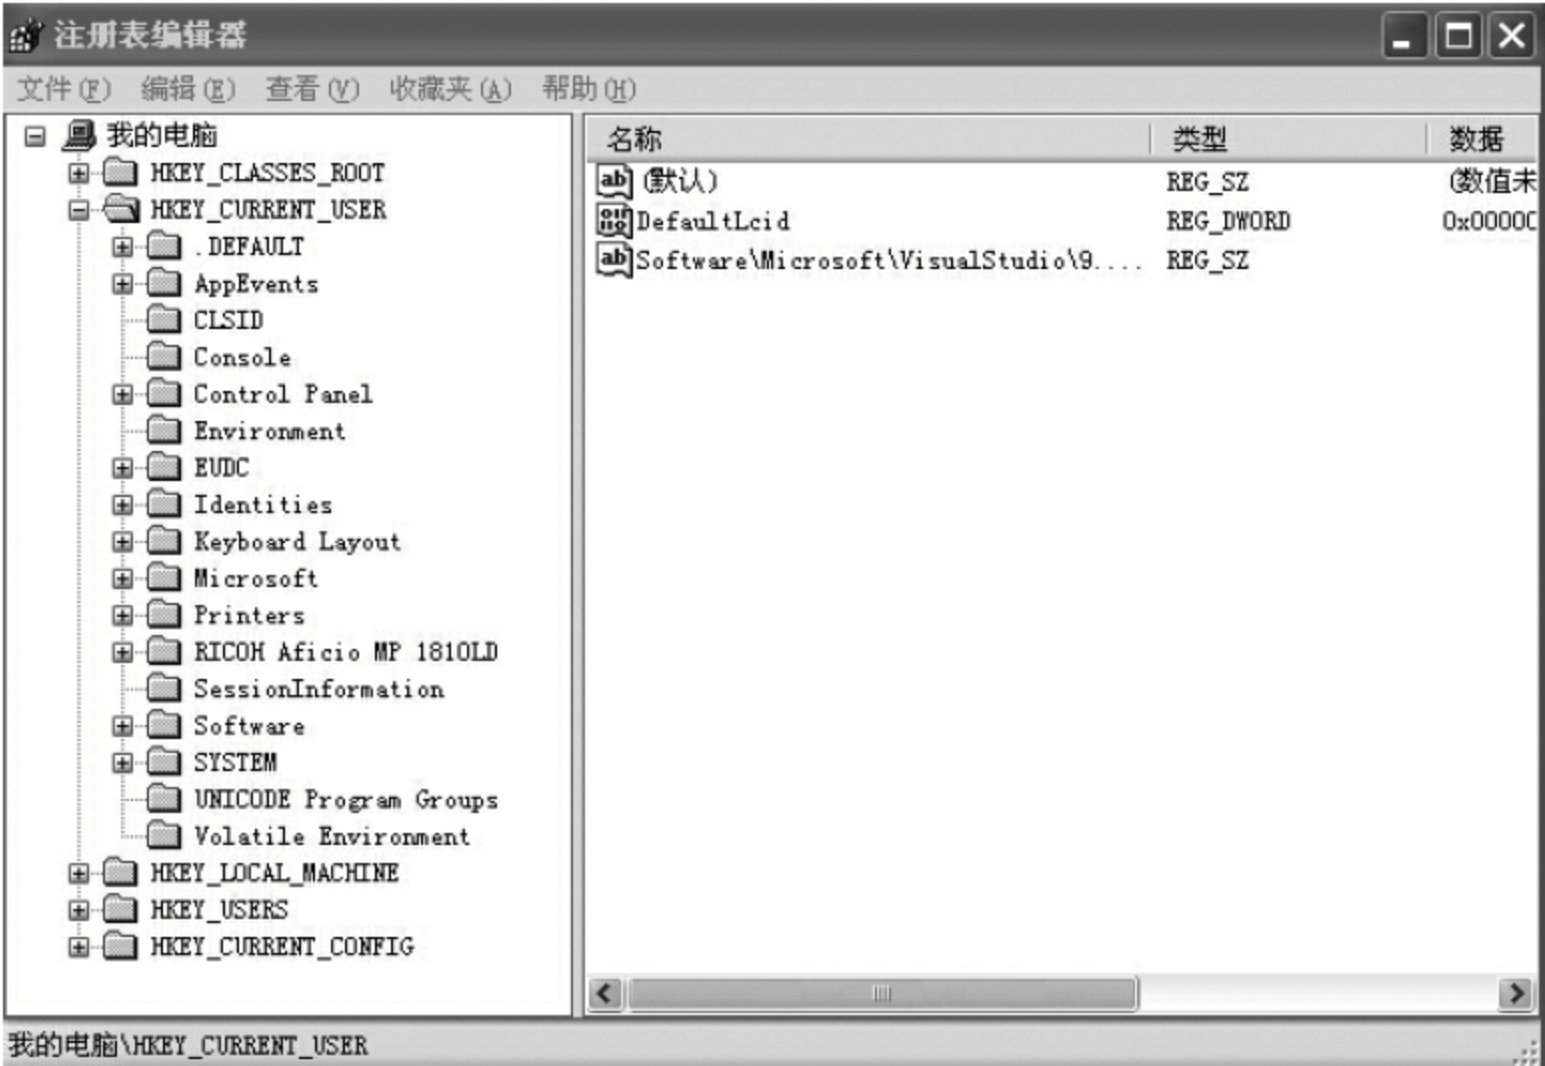 注册表编辑器
文件(F) 编辑(E) 查看(V) 收藏夹(A) 帮助(H)
我的电脑
HKEY_CLASSES_ROOT
HKEY_CURRENT_USER
.DEFAULT
AppEvents
CLSID
Console
Control Panel
Environment
EUDC
Identities
Keyboard Layout
Microsoft
Printers
RICOH Aficio MP 1810LD
SessionInformation
Software
SYSTEM
UNICODE Program Groups
Volatile Environment
HKEY_LOCAL_MACHINE
HKEY_USERS
HKEY_CURRENT_CONFIG
名称 类型 数据
(默认) REG_SZ (数值未
DefaultLcid REG_DWORD 0x00000
Software\Microsoft\VisualStudio\9.... REG_SZ
我的电脑\HKEY_CURRENT_USER